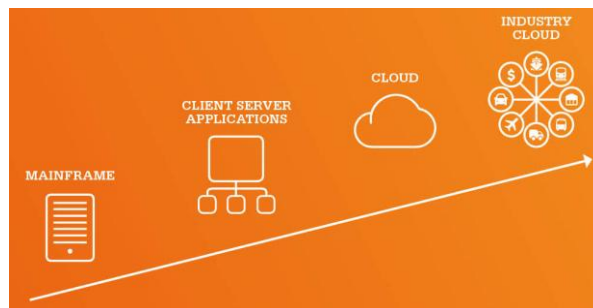 MAINFRAME
CLIENT SERVER
APPLICATIONS
CLOUD
INDUSTRY
CLOUD
$